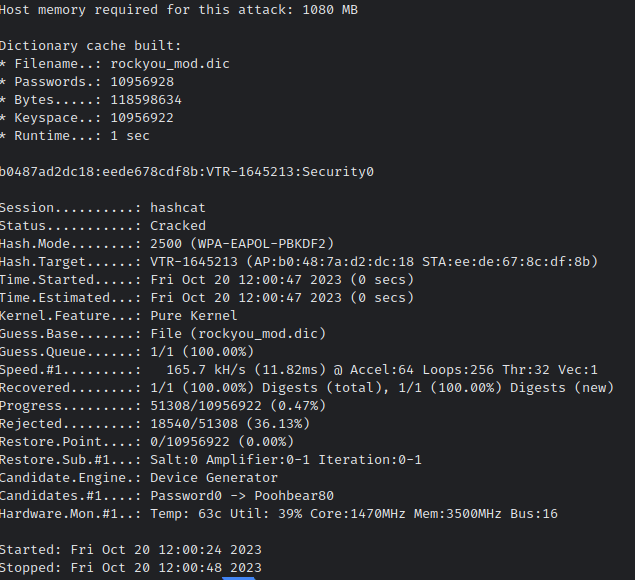 Host memory required for this attack: 1080 MB
Dictionary cache built:
* Filename..: rockyou_mod.dic
* Passwords.: 10956928
* Bytes.....: 118598634
* Keyspace..: 10956922
* Runtime...: 1 sec
b0487ad2dc18:eede678cdf8b:VTR-1645213:Security0
Session..........: hashcat
Status...........: Cracked
Hash.Mode........: 2500 (WPA-EAPOL-PBKDF2)
Hash.Target......: VTR-1645213 (AP:b0:48:7a:d2:dc:18 STA:ee:de:67:8c:df:8b)
Time.Started.....: Fri Oct 20 12:00:47 2023 (0 secs)
Time.Estimated...: Fri Oct 20 12:00:47 2023 (0 secs)
Kernel.Feature...: Pure Kernel
Guess.Base.......: File (rockyou_mod.dic)
Guess.Queue......: 1/1 (100.00%)
Speed.#1.........:   165.7 kH/s (11.82ms) @ Accel:64 Loops:256 Thr:32 Vec:1
Recovered........: 1/1 (100.00%) Digests (total), 1/1 (100.00%) Digests (new)
Progress.........: 51308/10956922 (0.47%)
Rejected.........: 18540/51308 (36.13%)
Restore.Point....: 0/10956922 (0.00%)
Restore.Sub.#1...: Salt:0 Amplifier:0-1 Iteration:0-1
Candidate.Engine.: Device Generator
Candidates.#1....: Password0 -> Poohbear80
Hardware.Mon.#1..: Temp: 63c Util: 39% Core:1470MHz Mem:3500MHz Bus:16
Started: Fri Oct 20 12:00:24 2023
Stopped: Fri Oct 20 12:00:48 2023